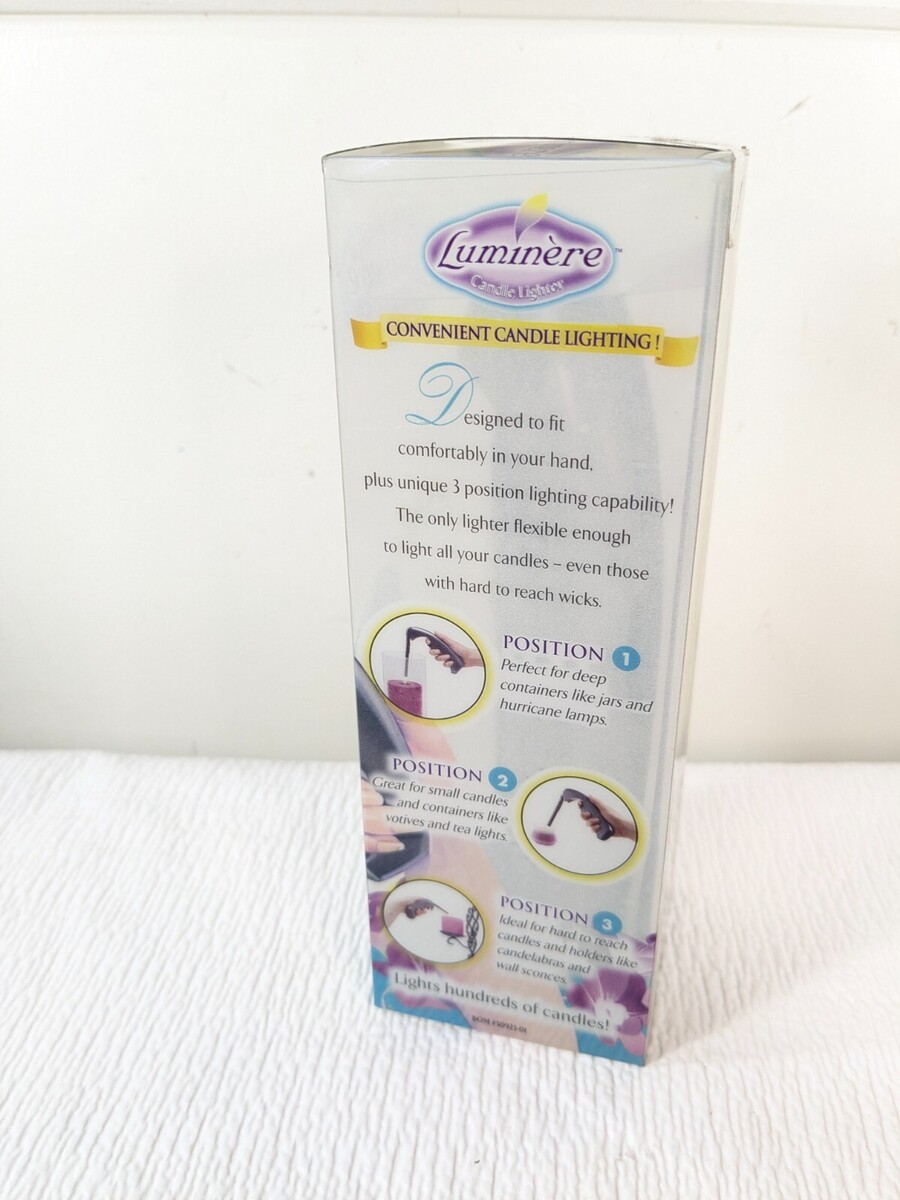 Luminère™
Candle Lighter
CONVENIENT CANDLE LIGHTING!
Designed to fit
comfortably in your hand,
plus unique 3 position lighting capability!
The only lighter flexible enough
to light all your candles – even those
with hard to reach wicks.
POSITION 1
Perfect for deep
containers like jars and
hurricane lamps.
POSITION 2
Great for small candles
and containers like
votives and tea lights.
POSITION 3
Ideal for hard to reach
candles and holders like
candelabras and
wall sconces.
Lights hundreds of candles!